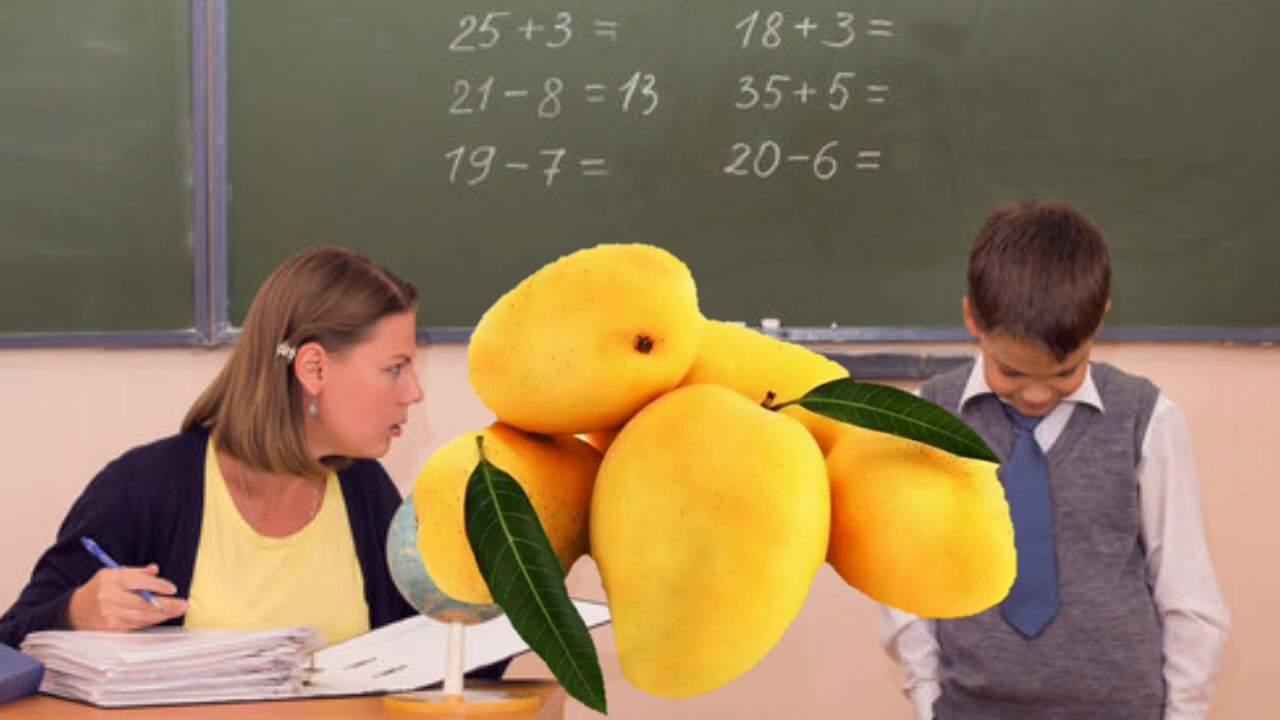 25+3 = 18+3=
21-8 =13 35+5 =
19-7= 20-6 =